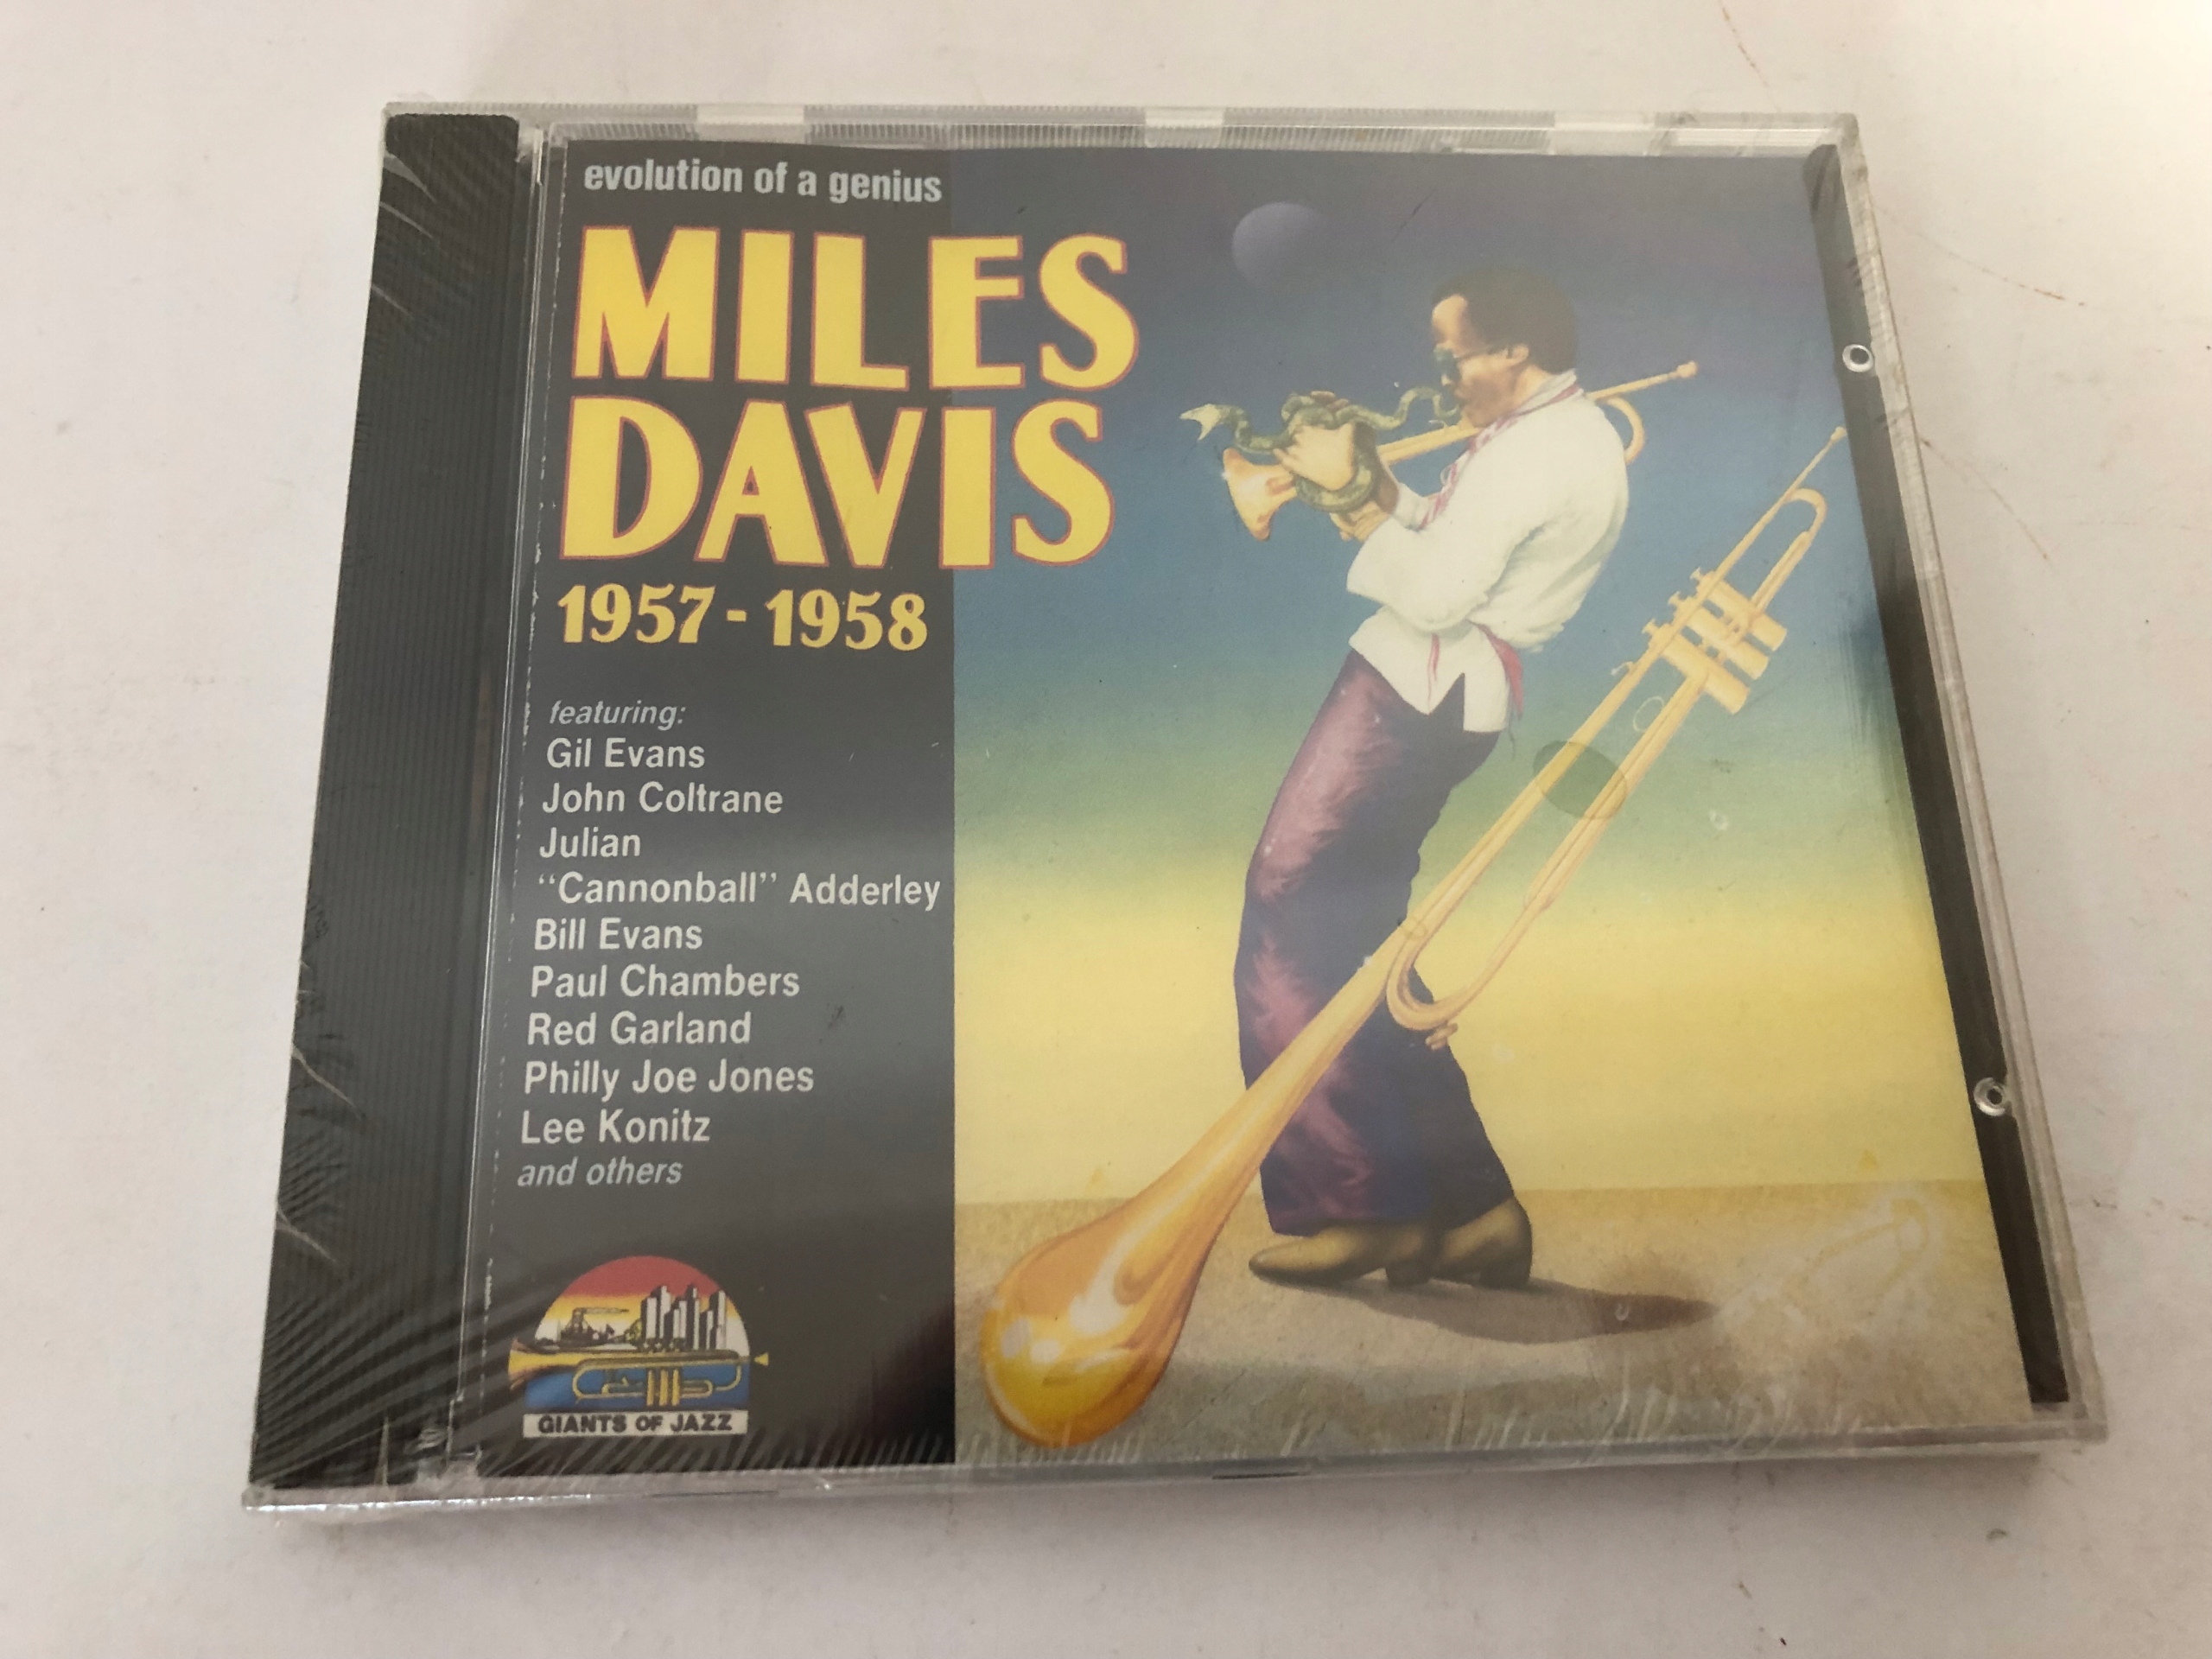 evolution of a genius
MILES
DAVIS
1957 - 1958
featuring:
Gil Evans
John Coltrane
Julian
“Cannonball” Adderley
Bill Evans
Paul Chambers
Red Garland
Philly Joe Jones
Lee Konitz
and others
GIANTS OF JAZZ